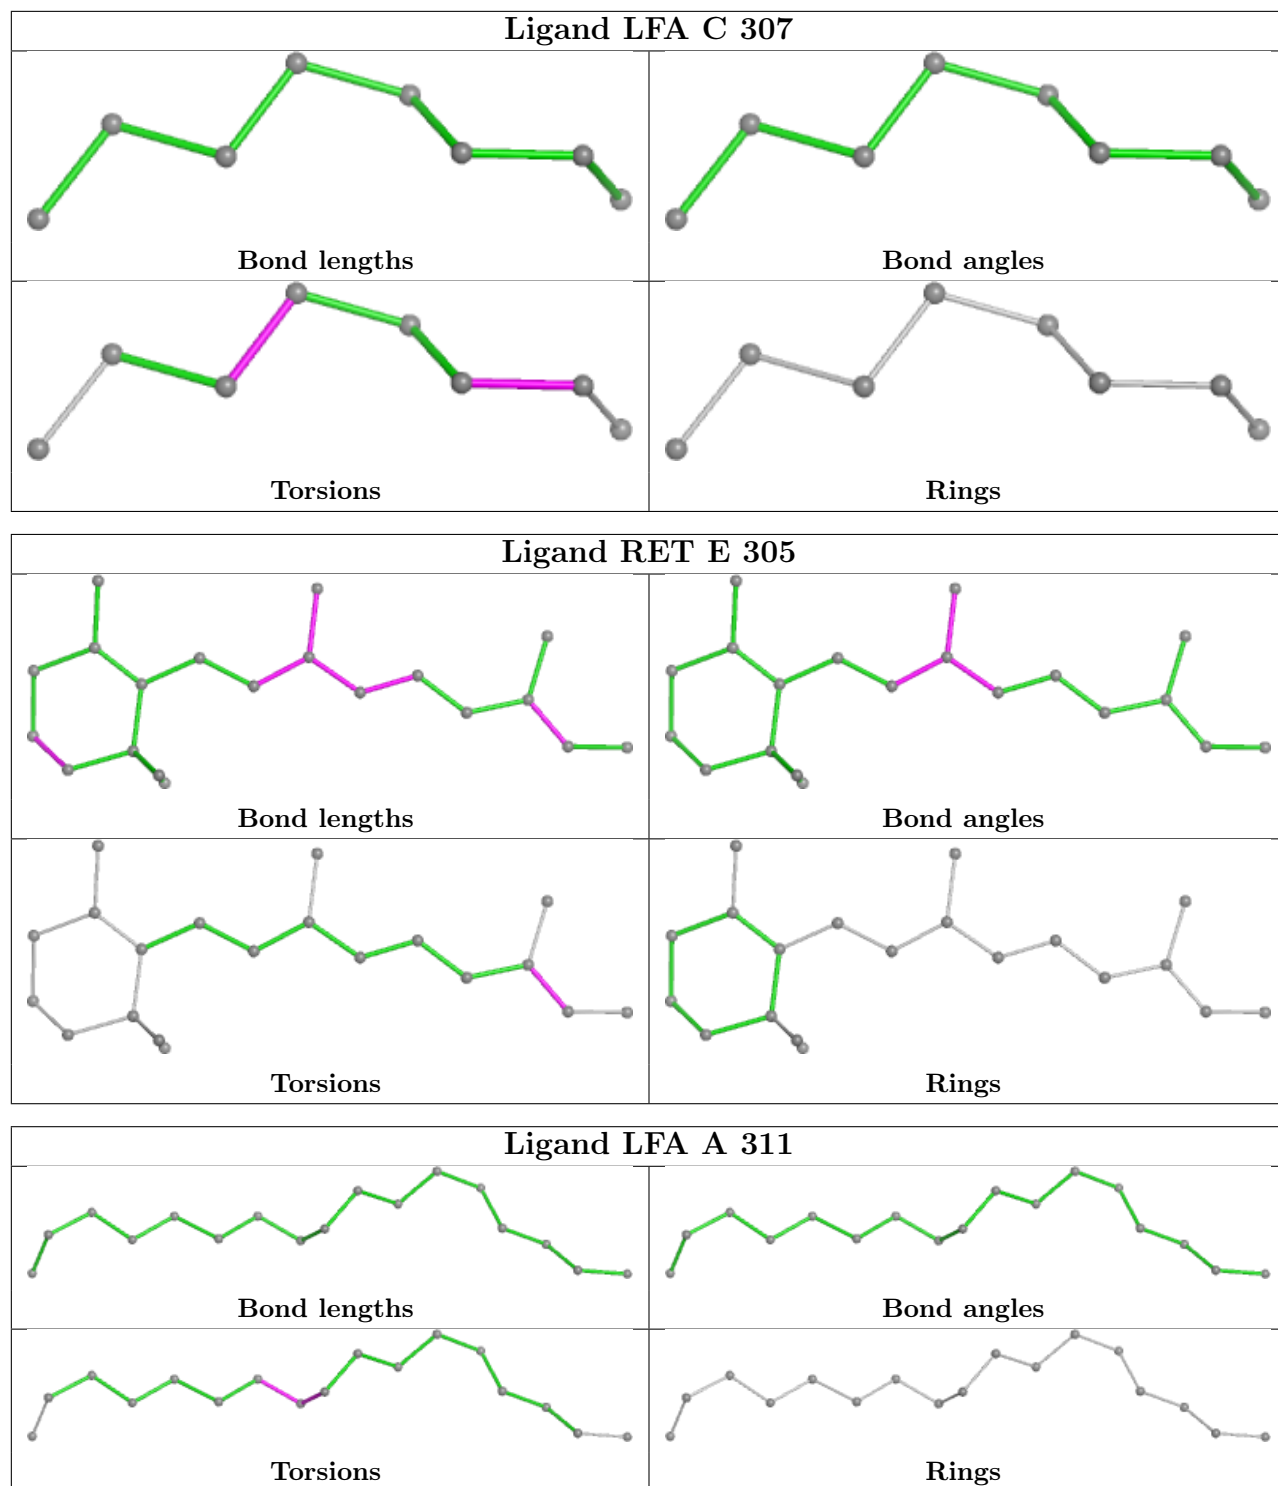 Ligand LFA C 307
Bond lengths
Bond angles
Torsions
Rings
Ligand RET E 305
Bond lengths
Bond angles
Torsions
Rings
Ligand LFA A 311
Bond lengths
Bond angles
Torsions
Rings